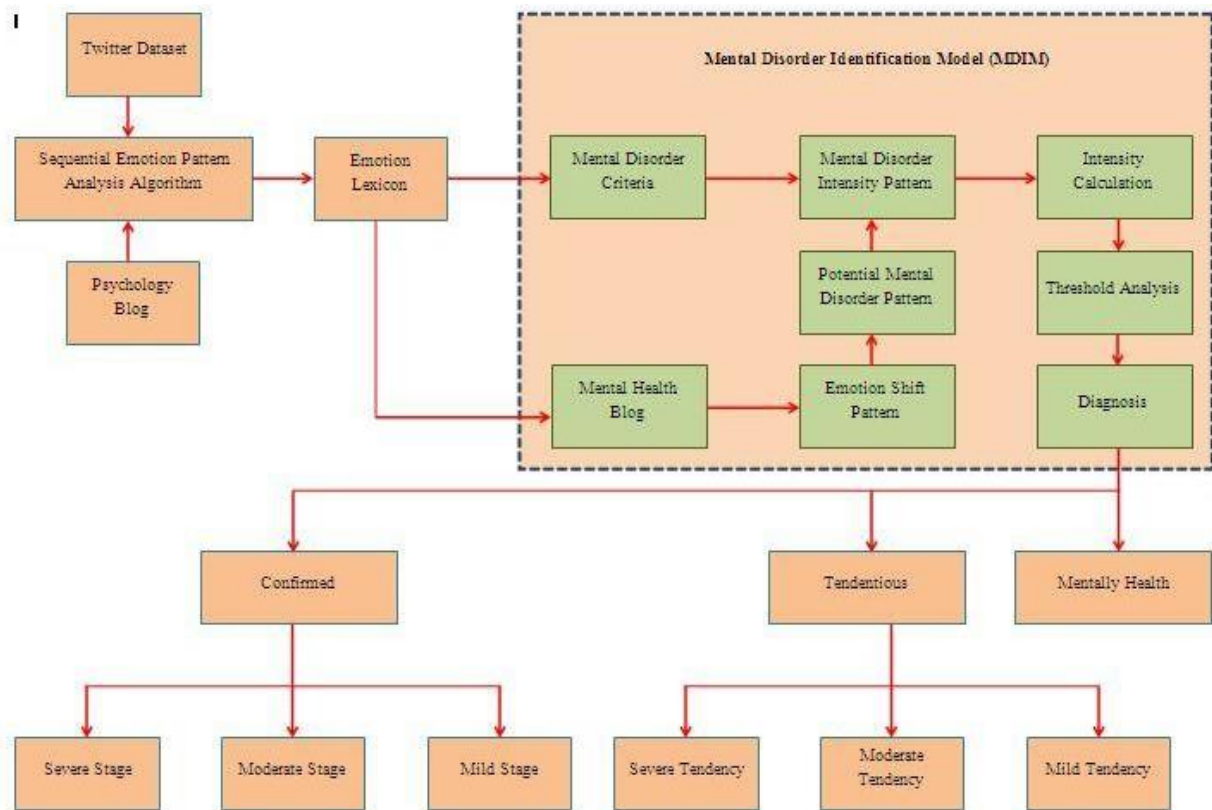 I
Twitter Dataset
Mental Disorder Identification Model (MDIM)
Sequential Emotion Pattern
Analysis Algorithm
Emotion
Lexicon
Mental Disorder
Criteria
Mental Disorder
Intensity Pattern
Intensity
Calculation
Psychology
Blog
Potential Mental
Disorder Pattern
Threshold Analysis
Mental Health
Blog
Emotion Shift
Pattern
Diagnosis
Confirmed
Tendentious
Mentally Health
Severe Stage
Moderate Stage
Mild Stage
Severe Tendency
Moderate
Tendency
Mild Tendency